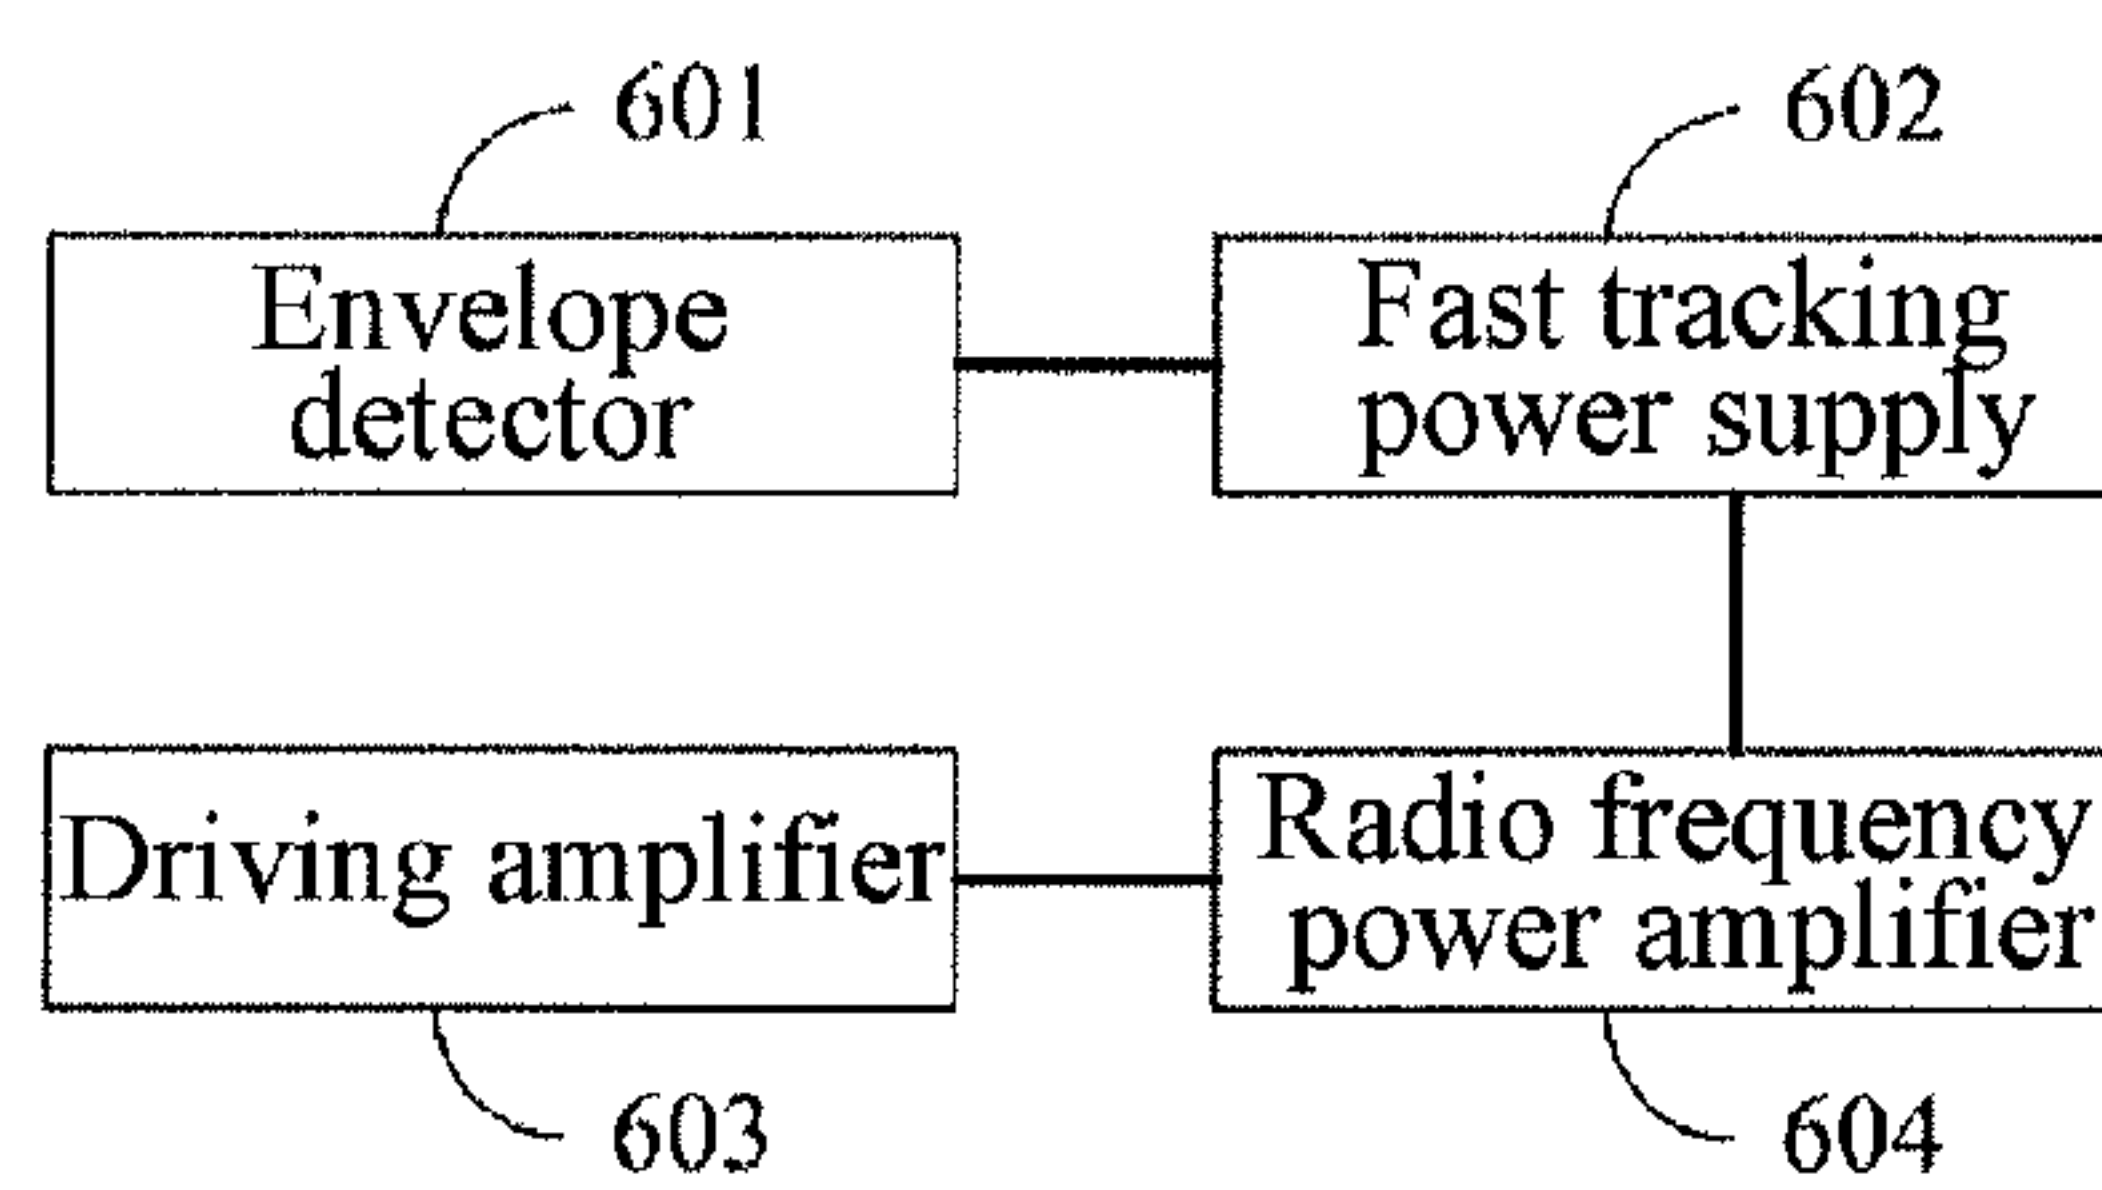 601
602
Envelope
detector
Fast tracking
power supply
Driving amplifier
Radio frequency
power amplifier
603
604